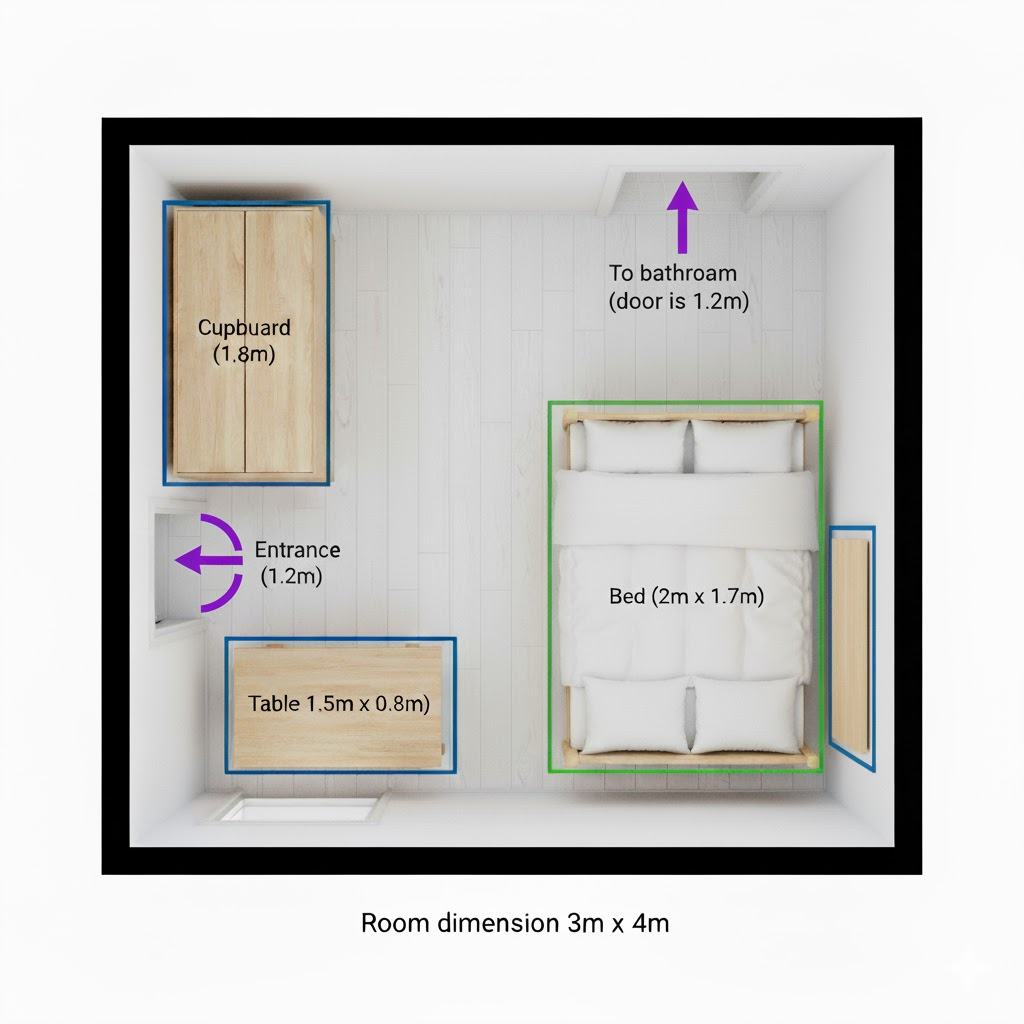 To bathroam
(door is 1.2m)
Cupbuard
(1.8m)
Entrance
(1.2m)
Bed (2m x 1.7m)
Table 1.5m x 0.8m)
Room dimension 3m x 4m